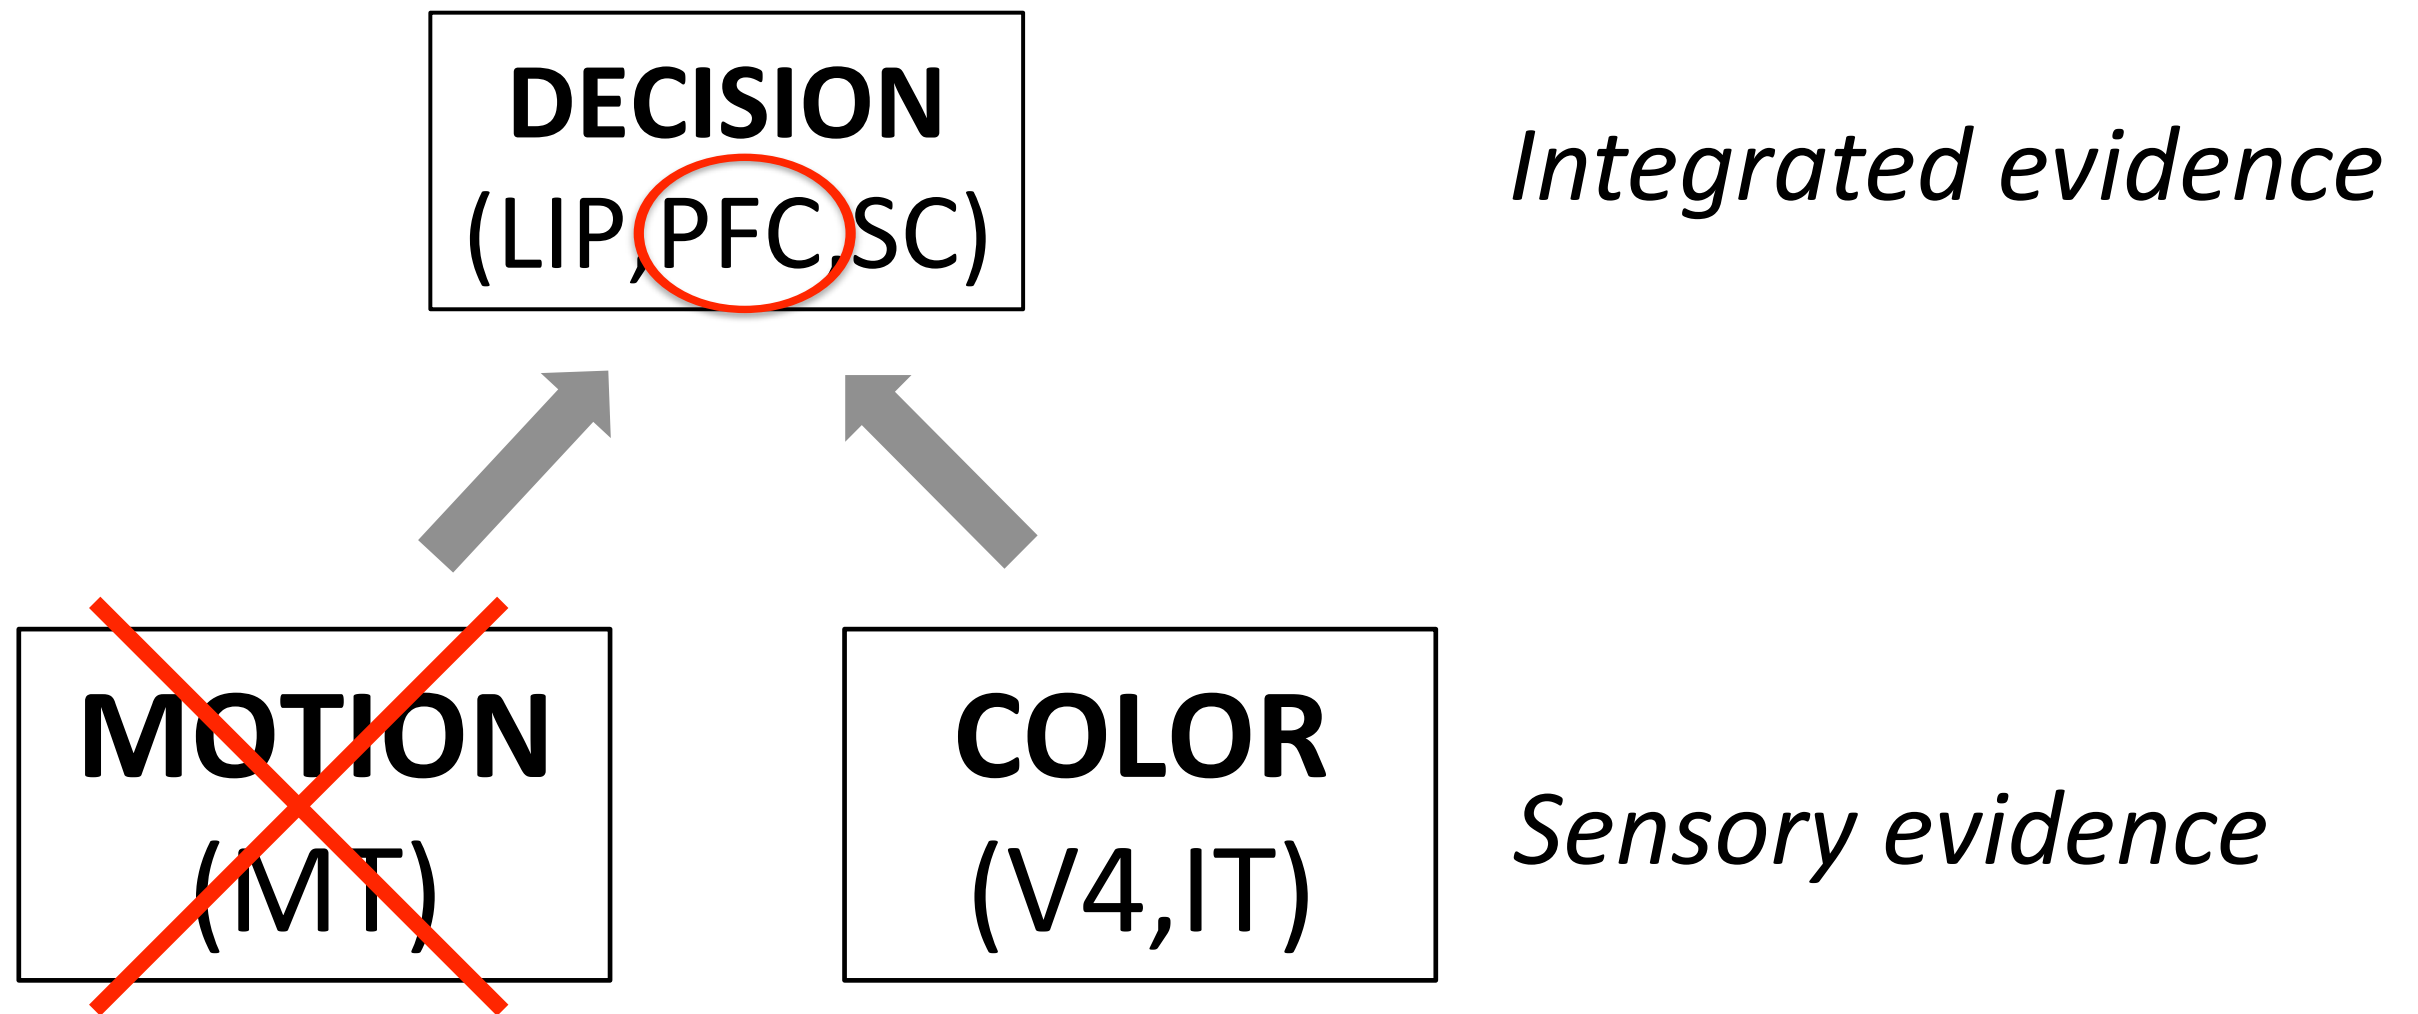 DECISION
(LIP,PFC,SC)
Integrated evidence
MOTION
(MT)
COLOR
(V4,IT)
Sensory evidence